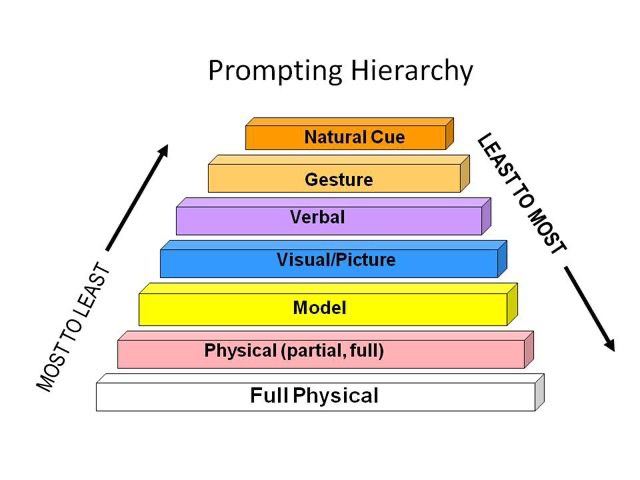 Prompting Hierarchy
Natural Cue
Gesture
Verbal
Visual/Picture
Model
Physical (partial, full)
Full Physical
MOST TO LEAST
LEAST TO MOST